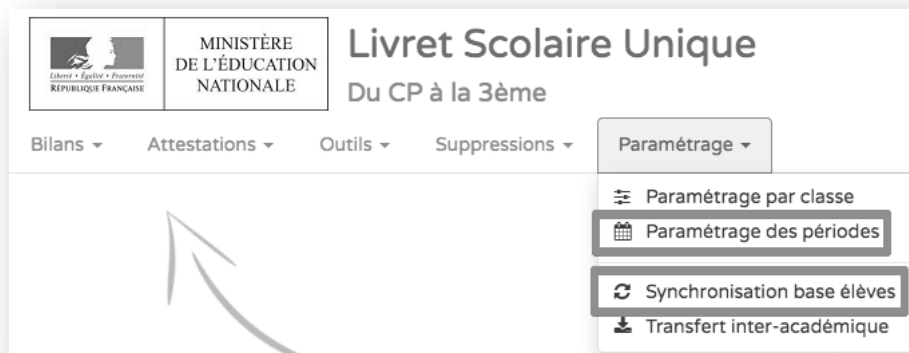 MINISTÈRE
DE L'ÉDUCATION
NATIONALE
Liberté • Égalité • Fraternité
RÉPUBLIQUE FRANÇAISE
Livret Scolaire Unique
Du CP à la 3ème
Bilans Attestations Outils Suppressions Paramétrage
Paramétrage par classe
Paramétrage des périodes
Synchronisation base élèves
Transfert inter-académique